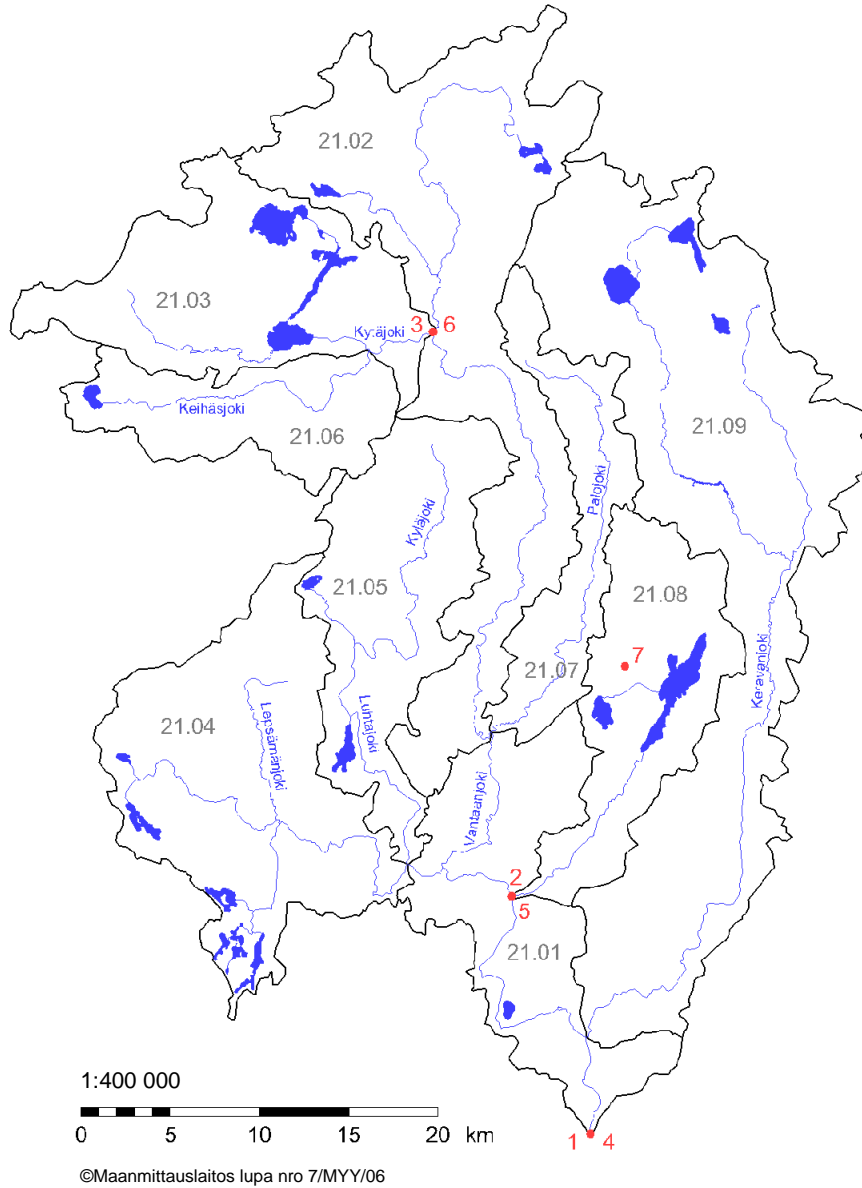 21.02
21.03
Kytäjoki
3 6
Keihäsjoki
21.06
21.09
Palojoki
Kyläjoki
21.05
21.08
7
21.07
Keravanjoki
21.04
Lepsämänjoki
Luhtajoki
Vantaanjoki
2
5
21.01
1:400 000
0 5 10 15 20 km
1 4
©Maanmittauslaitos lupa nro 7/MYY/06